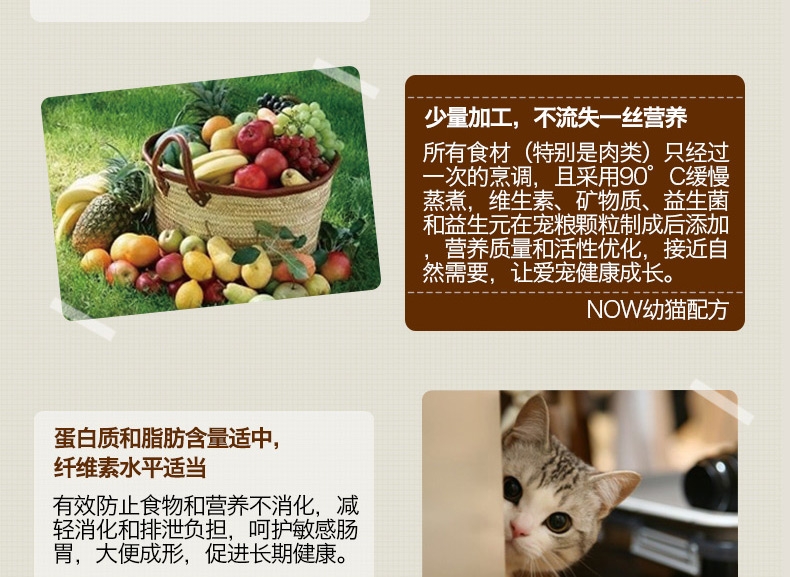 少量加工，不流失一丝营养
所有食材（特别是肉类）只经过
一次的烹调，且采用90°C缓慢
蒸煮，维生素、矿物质、益生菌
和益生元在宠粮颗粒制成后添加
，营养质量和活性优化，接近自
然需要，让爱宠健康成长。
NOW幼猫配方
蛋白质和脂肪含量适中，
纤维素水平适当
有效防止食物和营养不消化，减
轻消化和排泄负担，呵护敏感肠
胃，大便成形，促进长期健康。